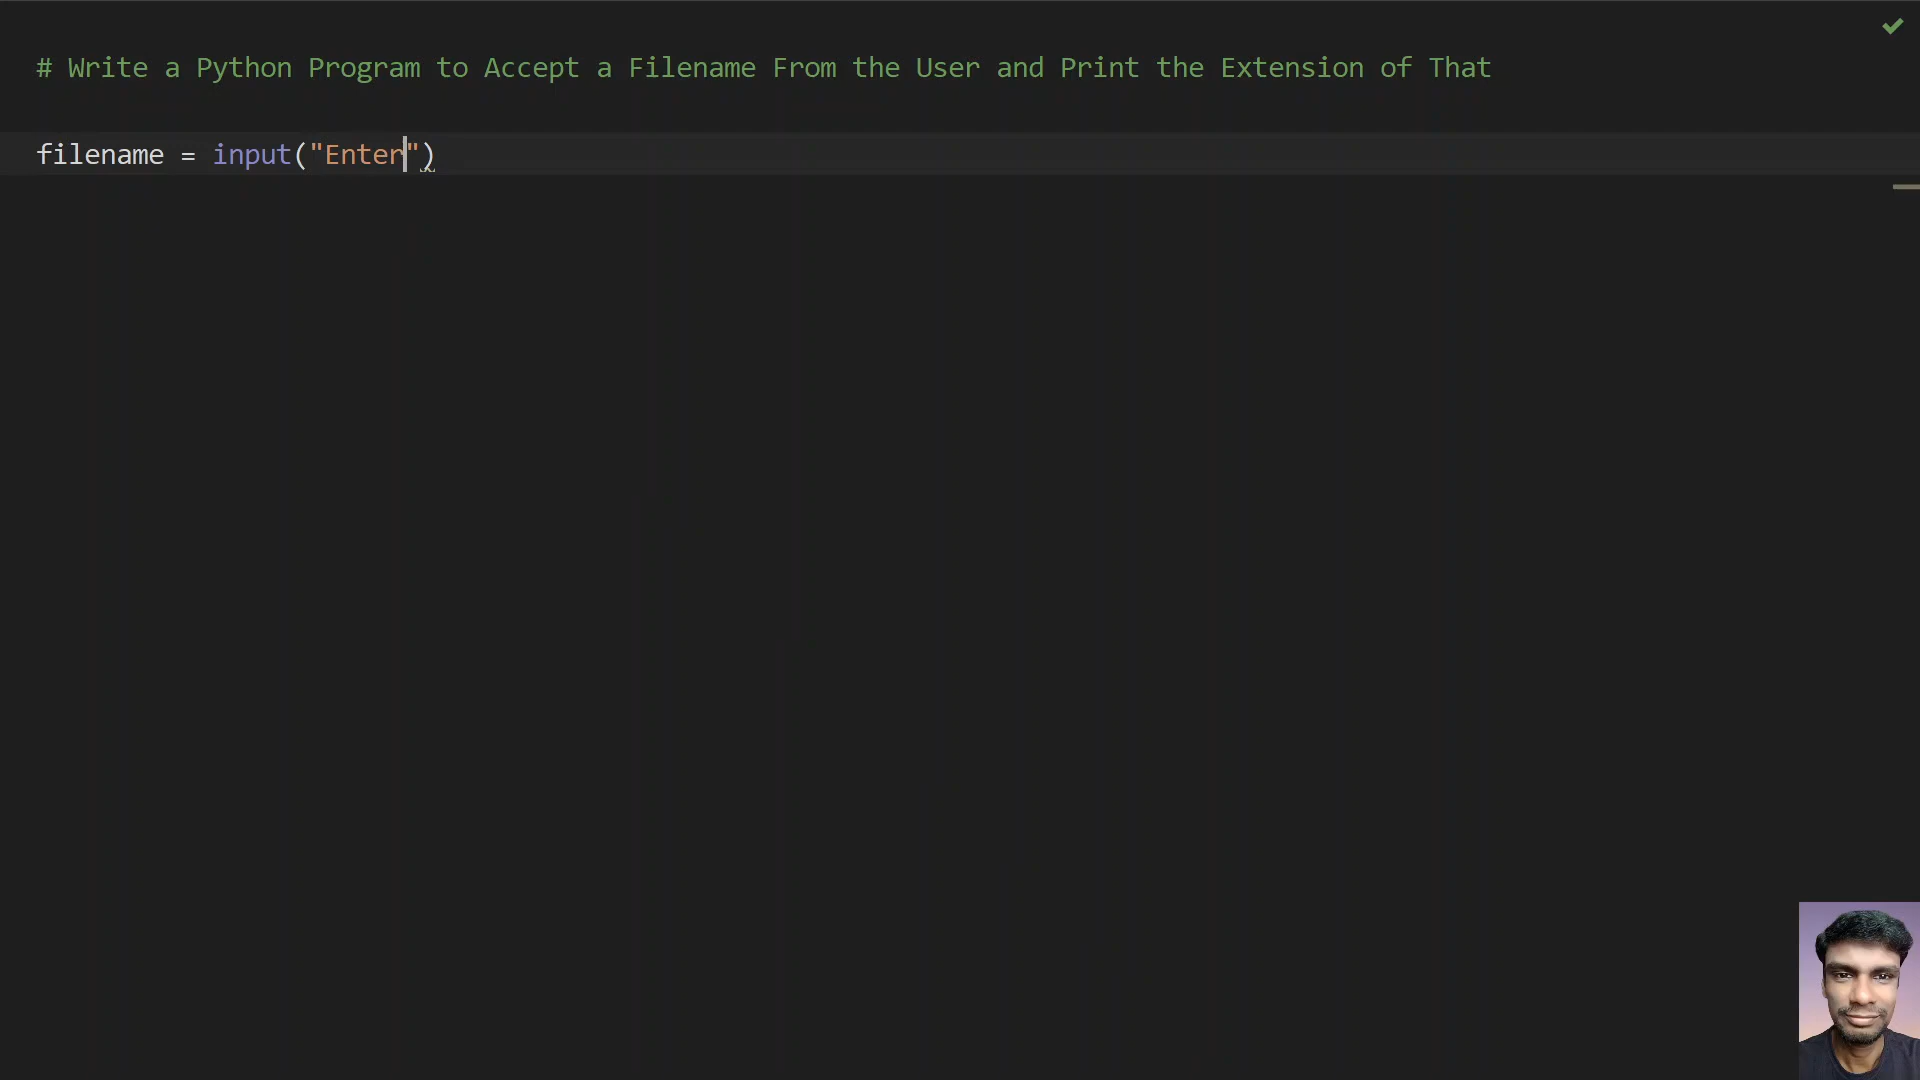 # Write a Python Program to Accept a Filename From the User and Print the Extension of That
filename = input("Enter")